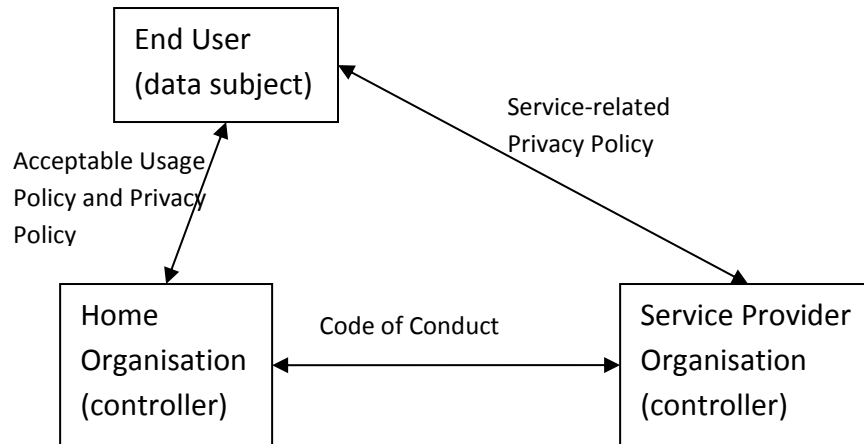 End User
(data subject)
Service-related
Privacy Policy
Acceptable Usage
Policy and Privacy
Policy
Home
Organisation
(controller)
Code of Conduct
Service Provider
Organisation
(controller)